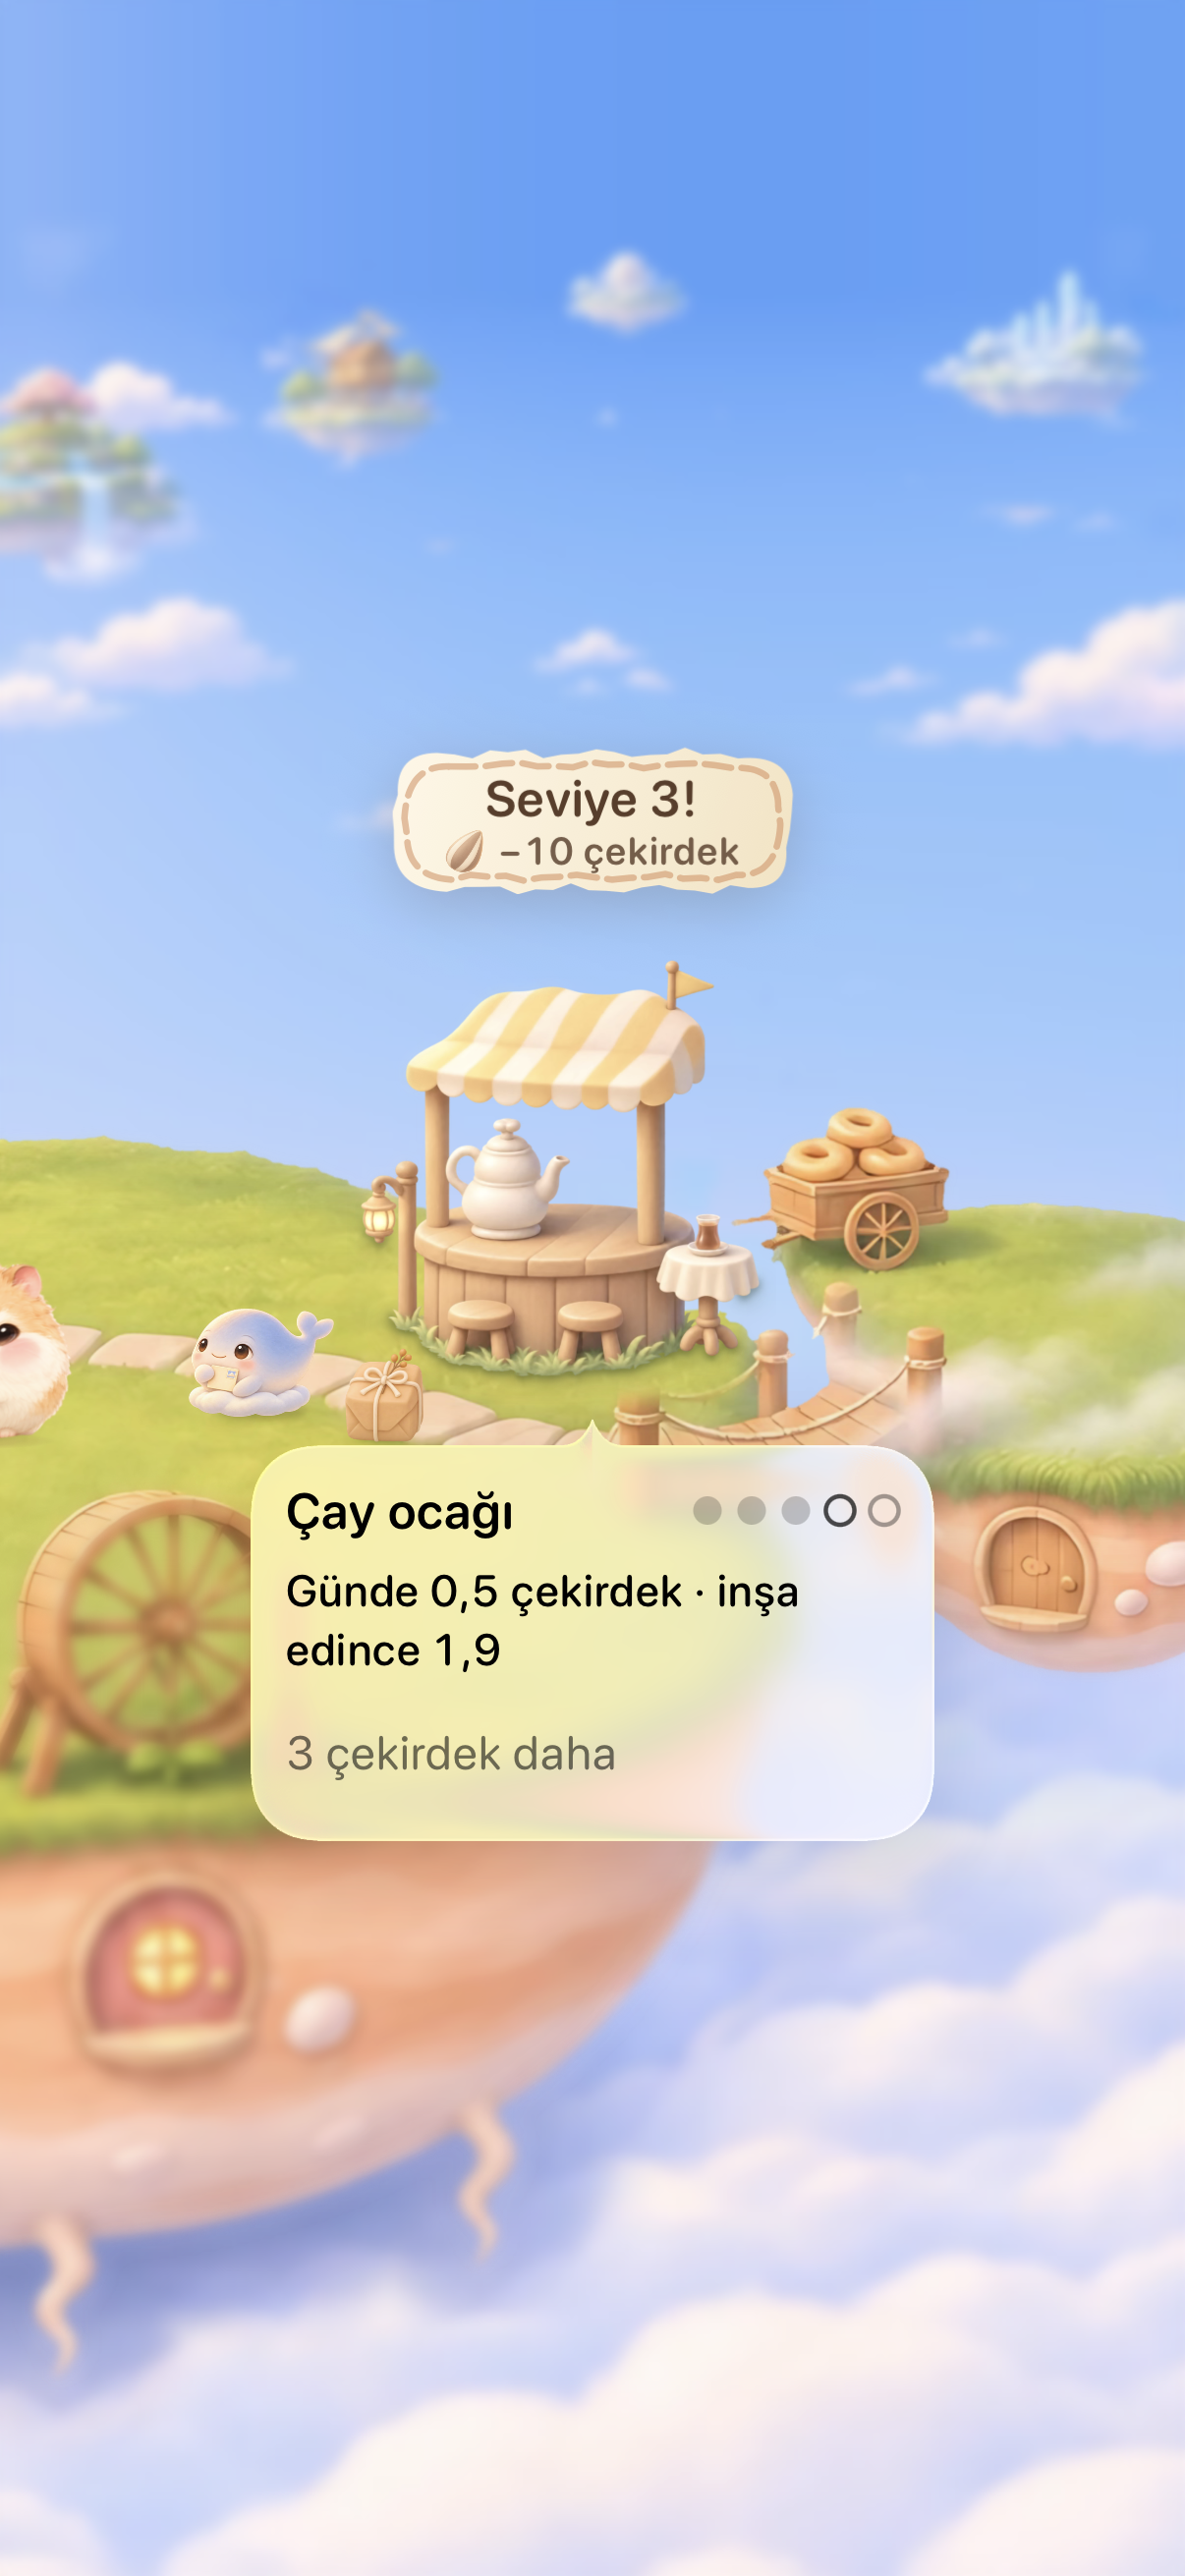 Seviye 3!
−10 çekirdek
Çay ocağı
Günde 0,5 çekirdek · inşa
edince 1,9
3 çekirdek daha